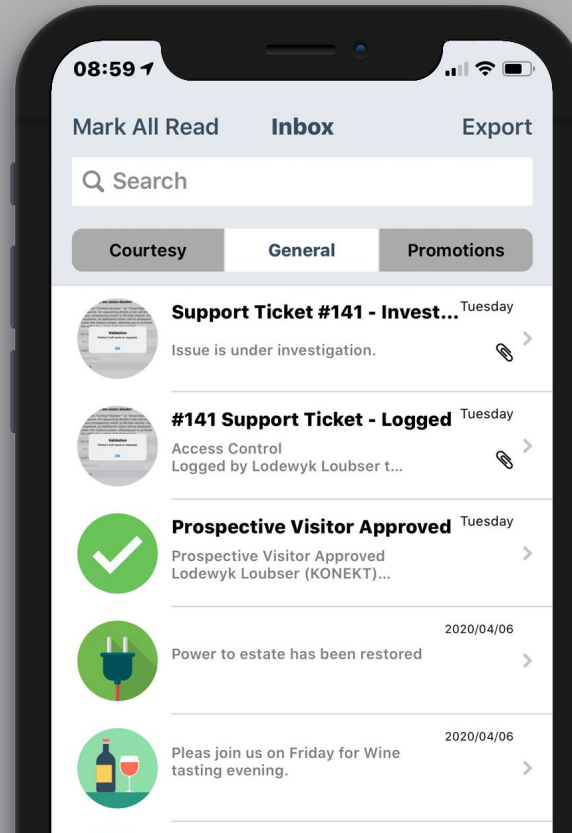 08:59
Mark All Read Inbox Export
Search
Courtesy General Promotions
Support Ticket #141 - Invest... Tuesday
Issue is under investigation.
#141 Support Ticket - Logged Tuesday
Access Control
Logged by Lodewyk Loubser t...
Prospective Visitor Approved Tuesday
Prospective Visitor Approved
Lodewyk Loubser (KONEKT)...
2020/04/06
Power to estate has been restored
2020/04/06
Pleas join us on Friday for Wine
tasting evening.